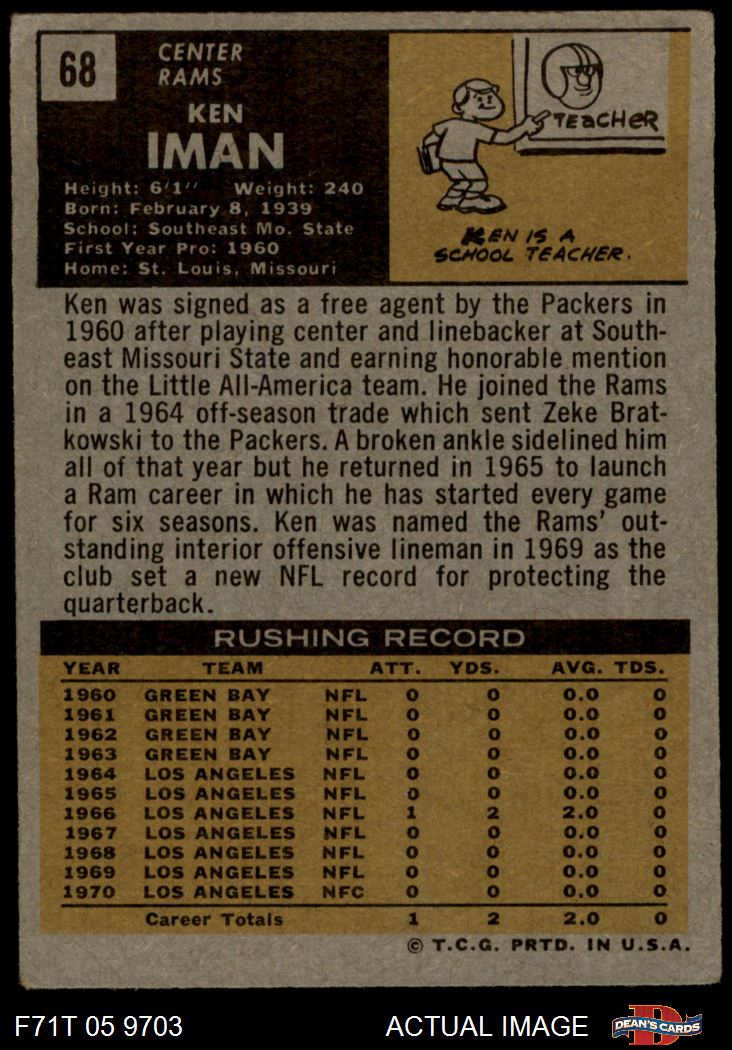 68
CENTER
RAMS
KEN
IMAN
Height: 6'1" Weight: 240
Born: February 8, 1939
School: Southeast Mo. State
First Year Pro: 1960
Home: St. Louis, Missouri
TEACHER
KEN IS A
SCHOOL TEACHER.
Ken was signed as a free agent by the Packers in
1960 after playing center and linebacker at South-
east Missouri State and earning honorable mention
on the Little All-America team. He joined the Rams
in a 1964 off-season trade which sent Zeke Brat-
kowski to the Packers. A broken ankle sidelined him
all of that year but he returned in 1965 to launch
a Ram career in which he has started every game
for six seasons. Ken was named the Rams' out-
standing interior offensive lineman in 1969 as the
club set a new NFL record for protecting the
quarterback.
RUSHING RECORD
YEAR TEAM ATT. YDS. AVG. TDS.
1960 GREEN BAY NFL 0 0 0.0 0
1961 GREEN BAY NFL 0 0 0.0 0
1962 GREEN BAY NFL 0 0 0.0 0
1963 GREEN BAY NFL 0 0 0.0 0
1964 LOS ANGELES NFL 0 0 0.0 0
1965 LOS ANGELES NFL 0 0 0.0 0
1966 LOS ANGELES NFL 1 2 2.0 0
1967 LOS ANGELES NFL 0 0 0.0 0
1968 LOS ANGELES NFL 0 0 0.0 0
1969 LOS ANGELES NFL 0 0 0.0 0
1970 LOS ANGELES NFC 0 0 0.0 0
Career Totals 1 2 2.0 0
© T.C.G. PRTD. IN U.S.A.
F71T 05 9703 ACTUAL IMAGE D DEAN'S CARDS